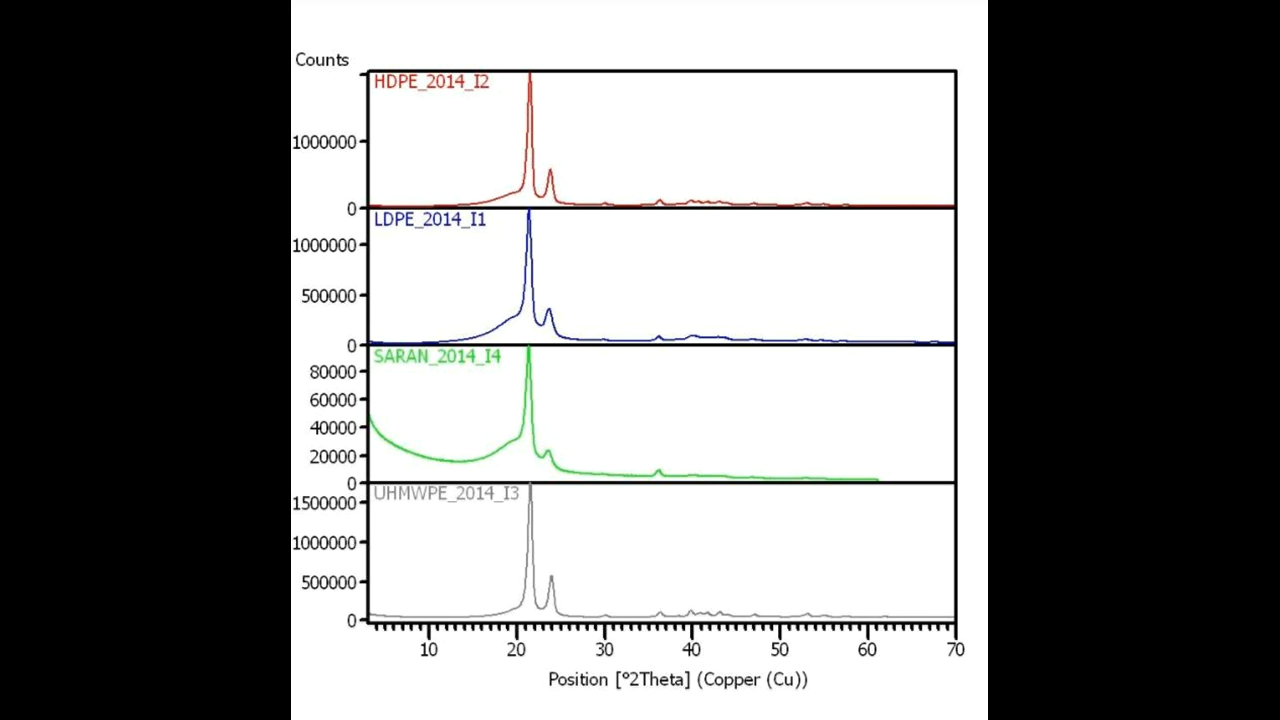 Counts
HDPE_2014_I2
1000000
0
LDPE_2014_I1
1000000
500000
0
SARAN_2014_I4
80000
60000
40000
20000
0
UHMWPE_2014_I3
1500000
1000000
500000
0
10 20 30 40 50 60 70
Position [°2Theta] (Copper (Cu))